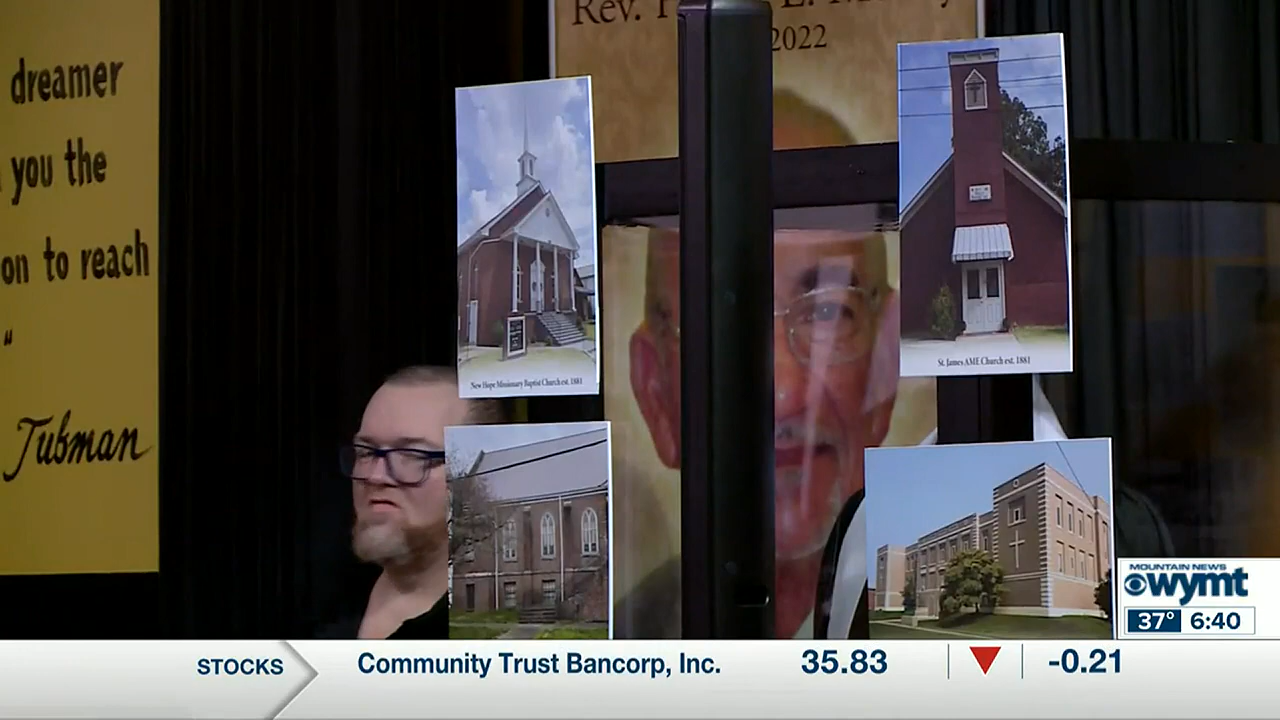 dreamer
you the
on to reach
"
Tubman
Rev.
2022
New Hope Missionary Baptist Church est. 1881
St. James AME Church est. 1881
MOUNTAIN NEWS
wymt
37° 6:40
STOCKS Community Trust Bancorp, Inc. 35.83 -0.21